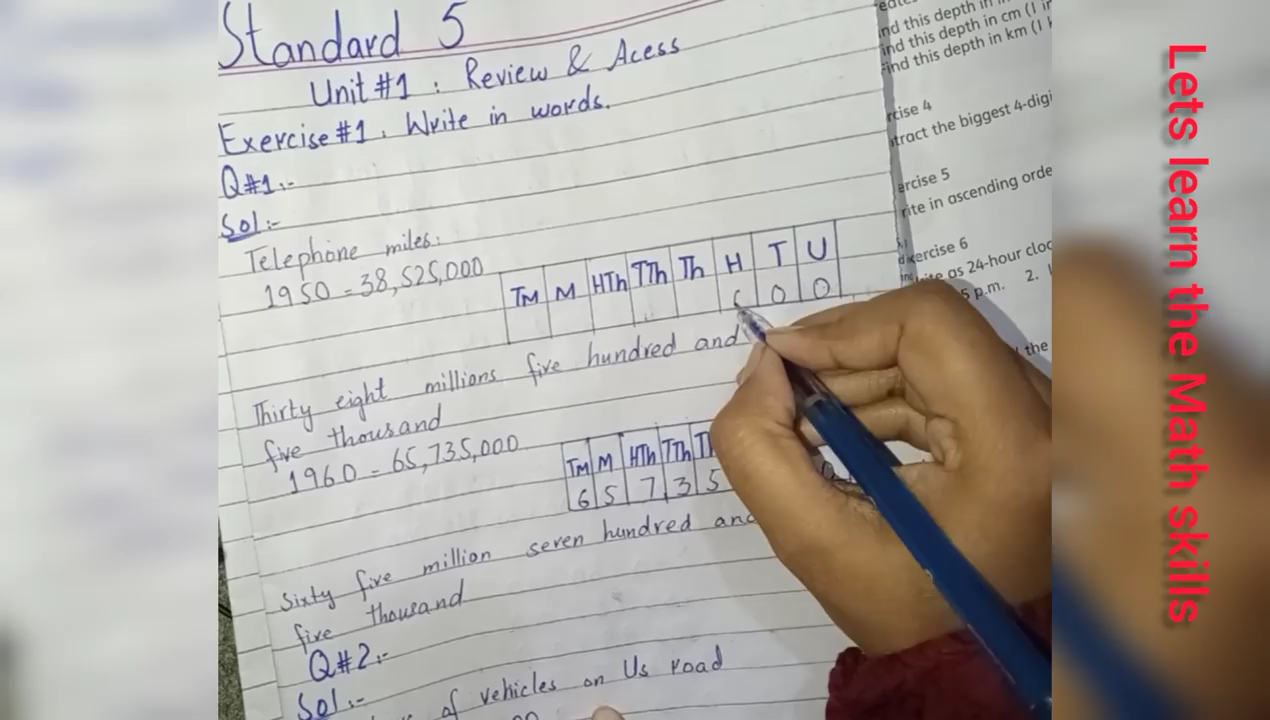 Standard 5
Unit #1 : Review & Acess
Exercise #1 : Write in words.
Q#1:-
Sol:-
Telephone miles:
1950 - 38,525,000
TM M HTh TTh Th H T U
0 0
Thirty eight millions five hundred and
five thousand
1960 - 65,735,000
TM M HTh TTh
6 5 7 3 5
Sixty five million seven hundred and
five thousand
Q#2:-
Sol:-
of vehicles on Us road
nd this depth in
ind this depth in cm (1
Find this depth in km (1
rcise 4
tract the biggest 4-digi
ercise 5
rite in ascending orde
xercise 6
as 24-hour cloc
5 p.m. 2.
the
Lets learn the Math skills